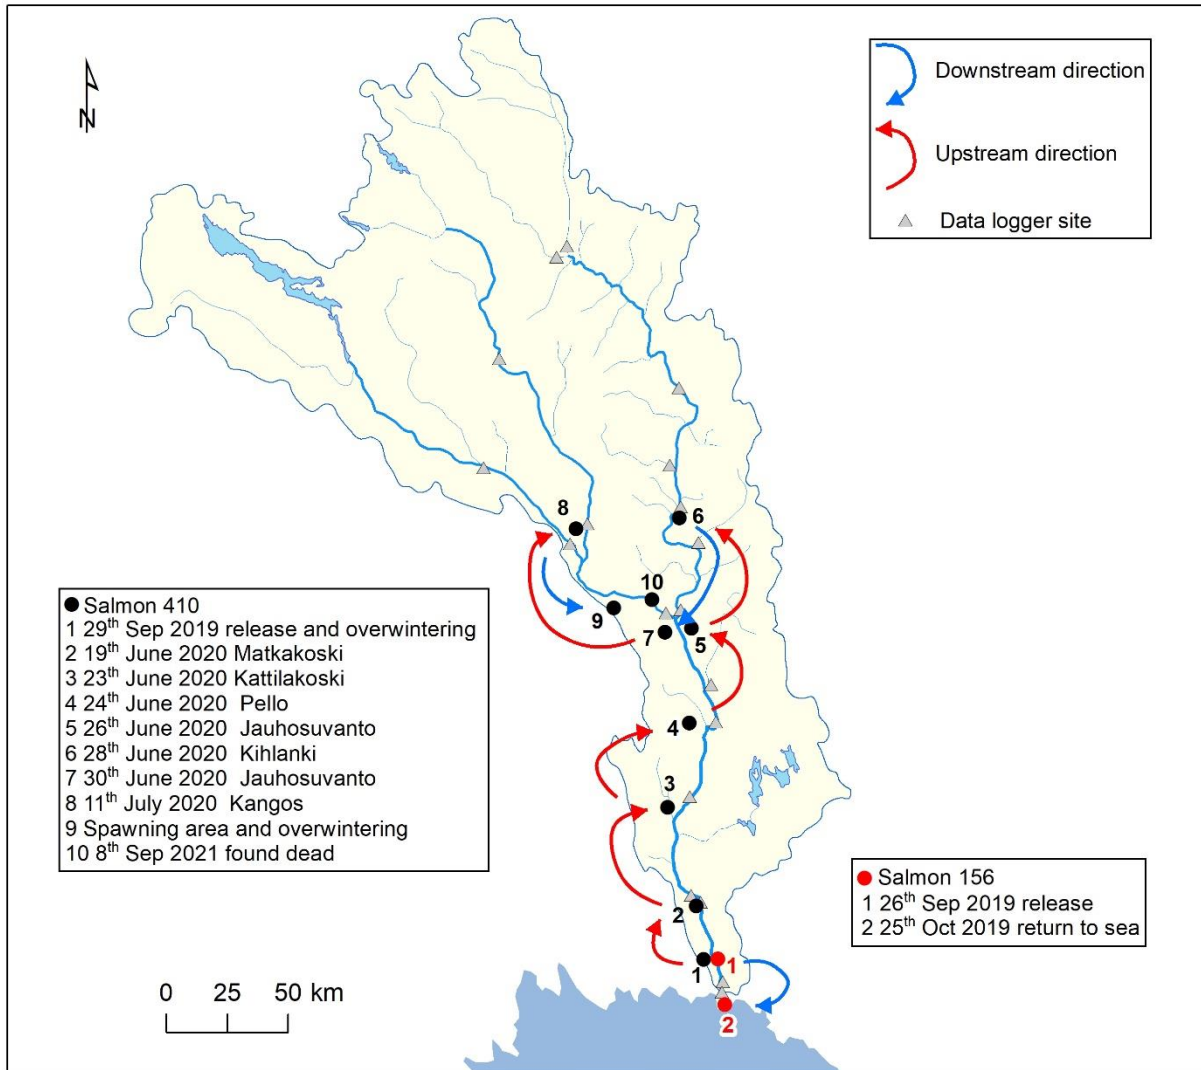 N
Downstream direction
Upstream direction
Data logger site
8
6
10
9
7
5
4
3
2
1
1
2
Salmon 410
1 29th Sep 2019 release and overwintering
2 19th June 2020 Matkakoski
3 23th June 2020 Kattilakoski
4 24th June 2020 Pello
5 26th June 2020 Jauhosuvanto
6 28th June 2020 Kihlanki
7 30th June 2020 Jauhosuvanto
8 11th July 2020 Kangos
9 Spawning area and overwintering
10 8th Sep 2021 found dead
Salmon 156
1 26th Sep 2019 release
2 25th Oct 2019 return to sea
0 25 50 km